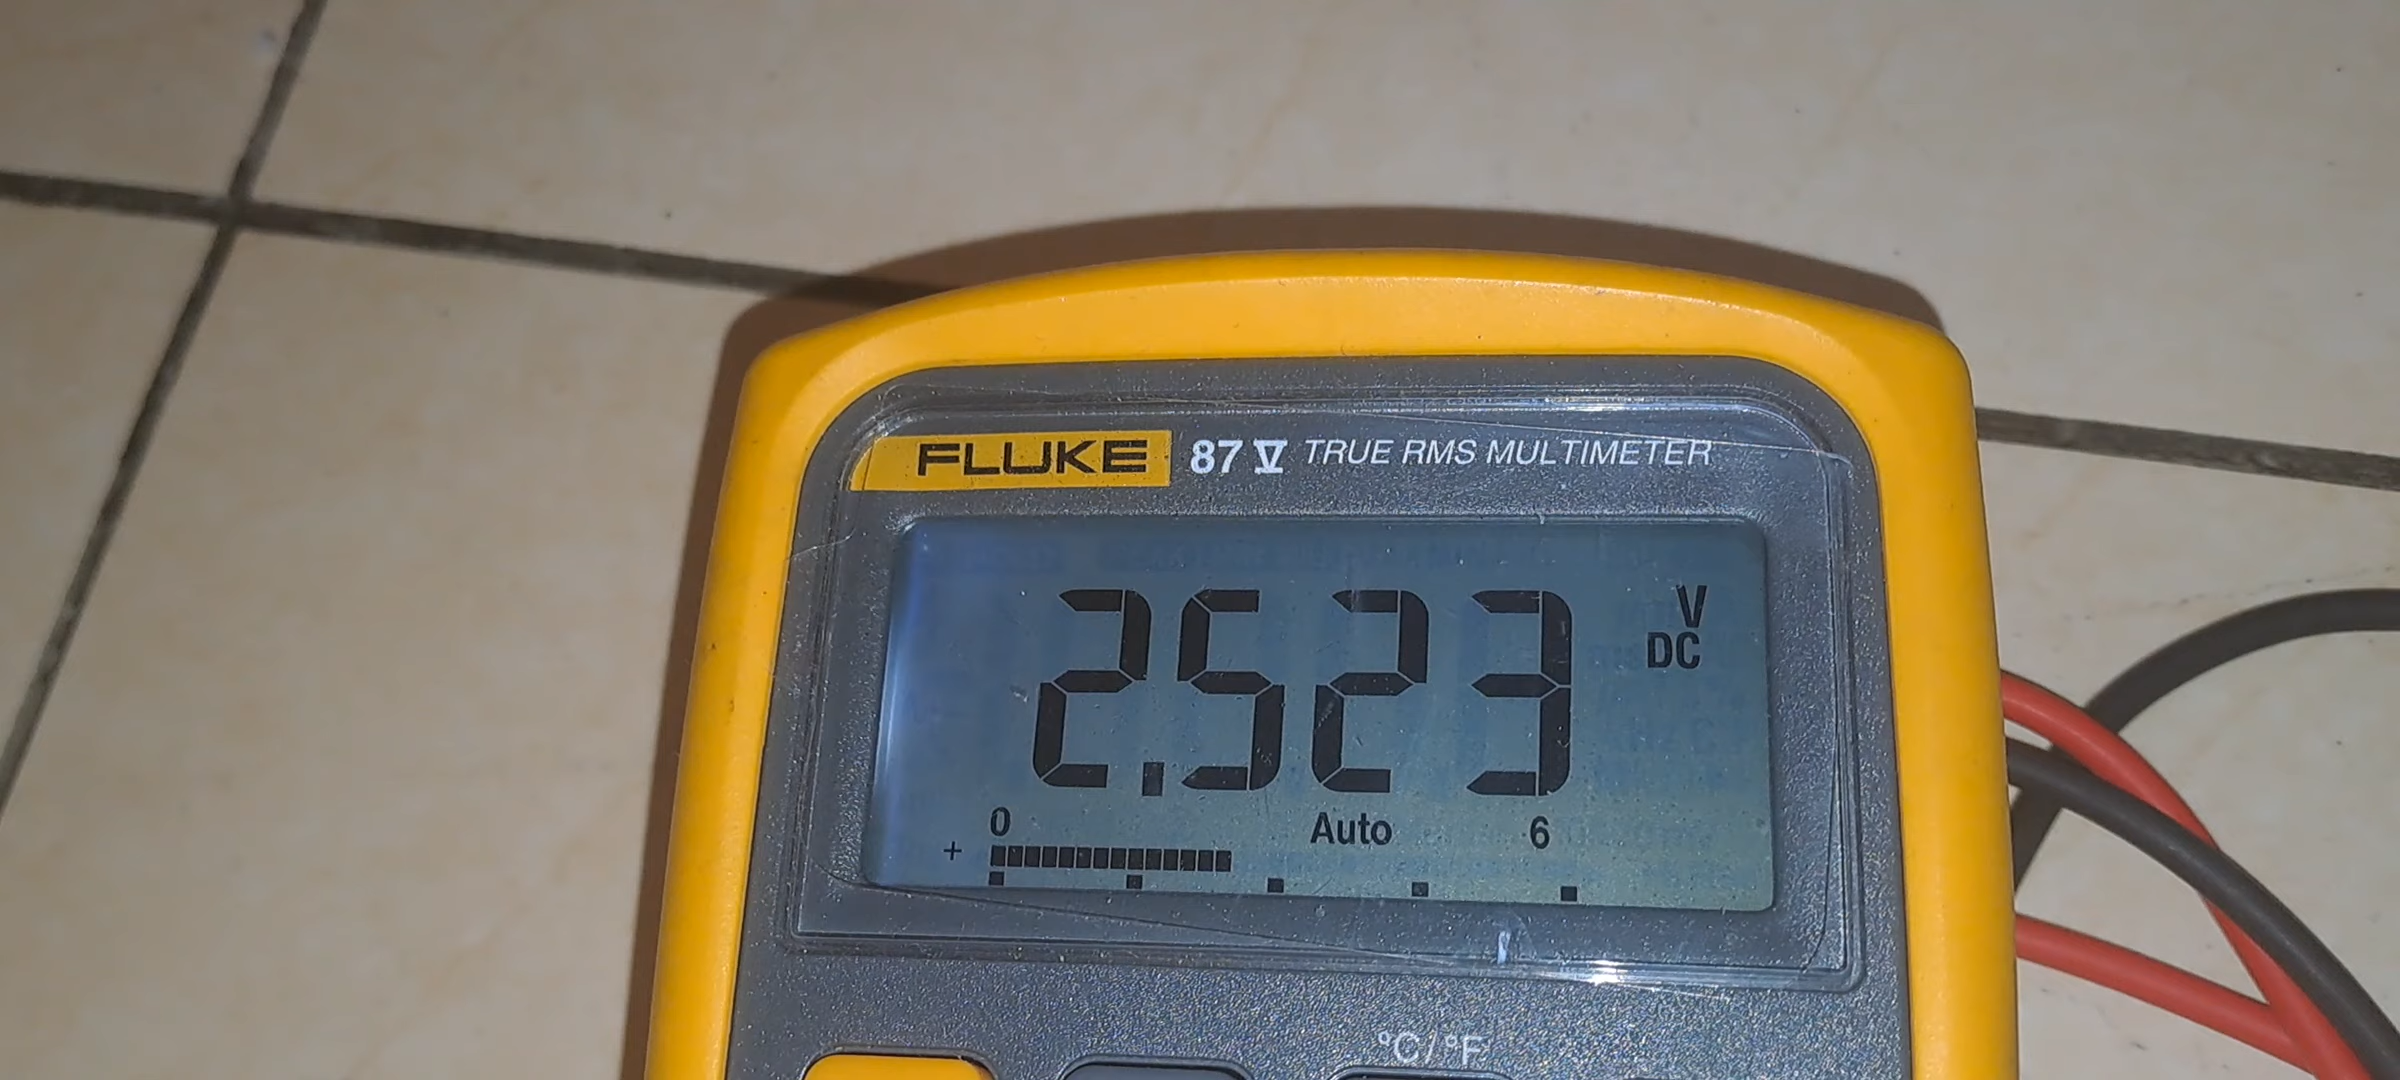 FLUKE 87 V TRUE RMS MULTIMETER
2.523 V DC
0 Auto 6
+
°C/°F